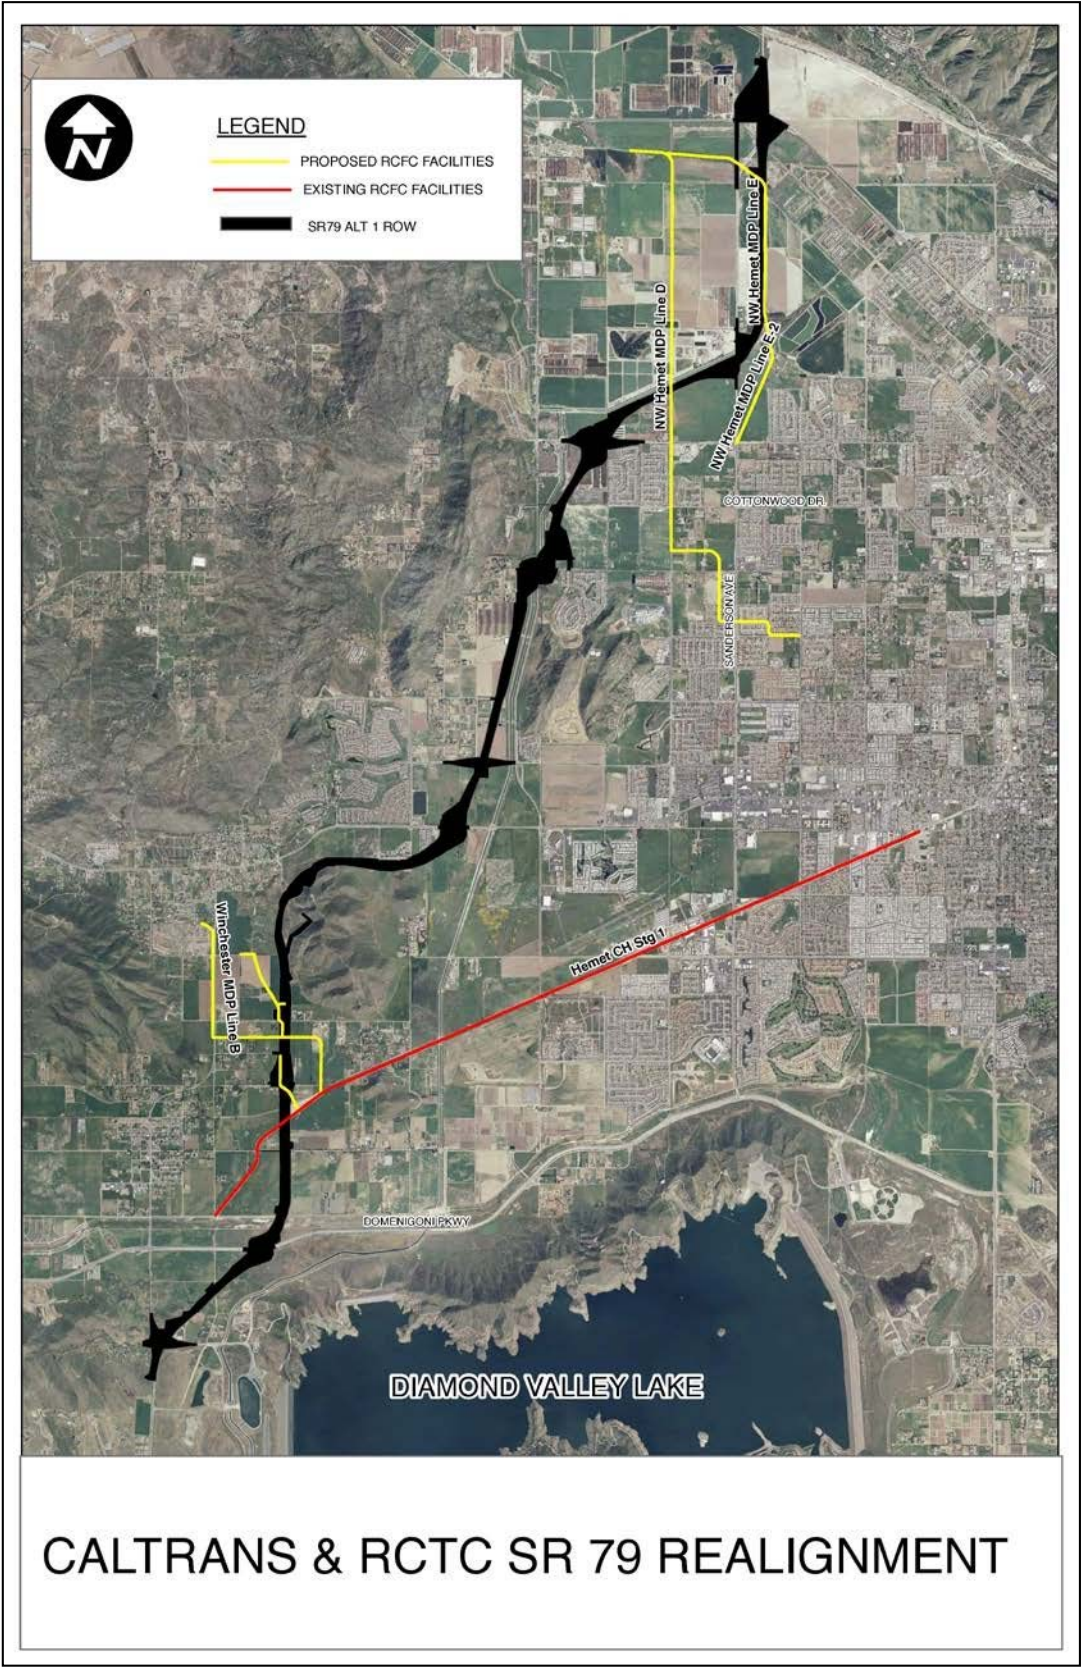 N
LEGEND
PROPOSED RCFC FACILITIES
EXISTING RCFC FACILITIES
SR79 ALT 1 ROW
NW Hemet MDP Line E
NW Hemet MDP Line D
NW Hemet MDP Line E-2
COTTONWOOD DR
SANDERSON AVE
Hemet CH Stg 1
Winchester MDP Line B
DOMENIGONI PKWY
DIAMOND VALLEY LAKE
CALTRANS & RCTC SR 79 REALIGNMENT